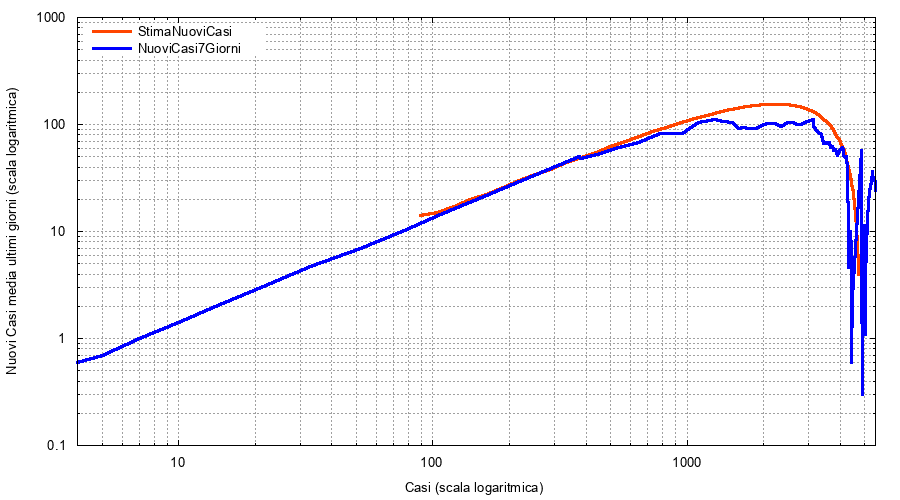 1000
100
10
1
0.1
StimaNuoviCasi
NuoviCasi7Giorni
Nuovi Casi media ultimi giorni (scala logaritmica)
10
100
1000
Casi (scala logaritmica)